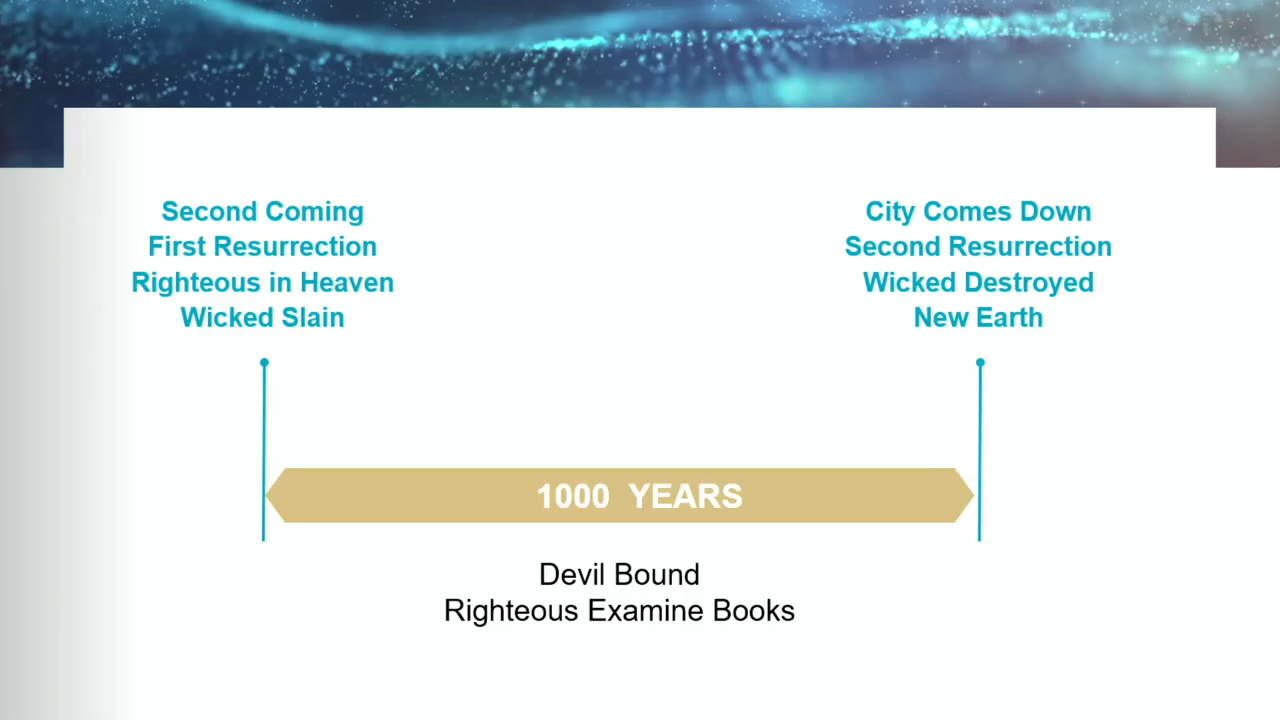 Second Coming
First Resurrection
Righteous in Heaven
Wicked Slain
City Comes Down
Second Resurrection
Wicked Destroyed
New Earth
1000 YEARS
Devil Bound
Righteous Examine Books